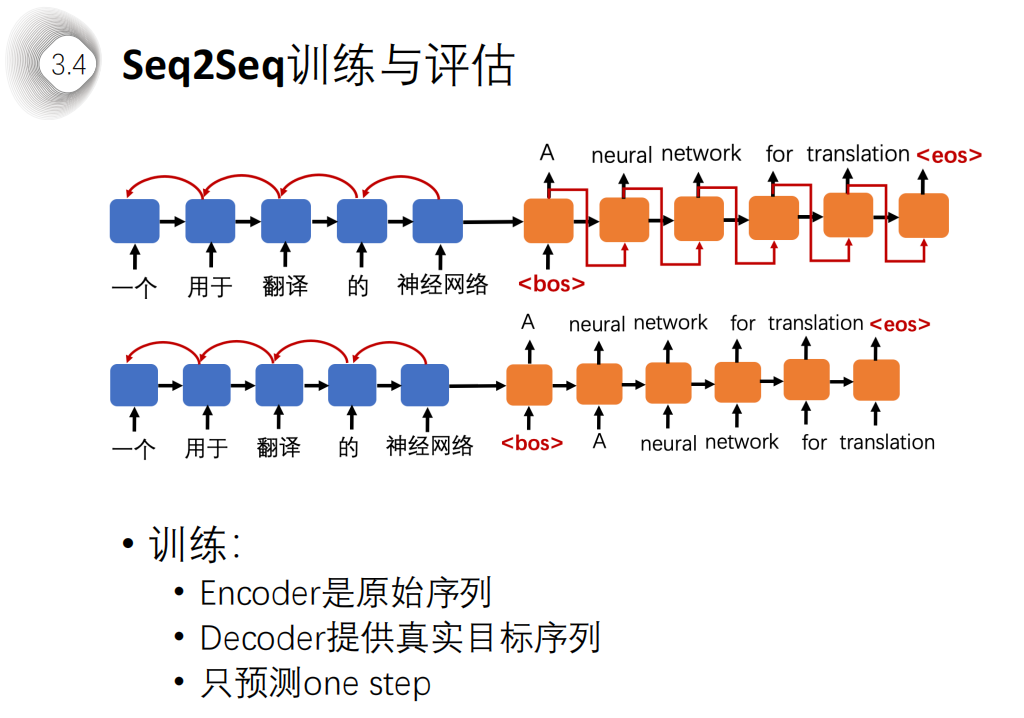 3.4 Seq2Seq训练与评估
A neural network for translation <eos>
一个 用于 翻译 的 神经网络 <bos>
A neural network for translation <eos>
一个 用于 翻译 的 神经网络 <bos> A neural network for translation
• 训练：
• Encoder是原始序列
• Decoder提供真实目标序列
• 只预测one step